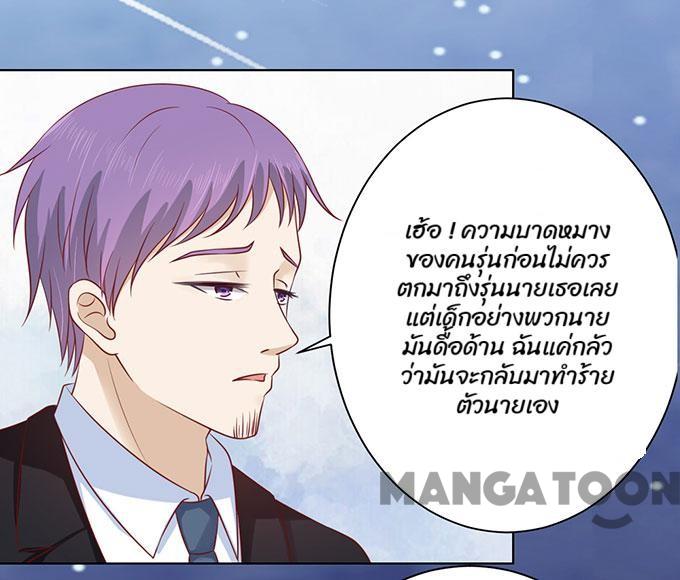 เฮ้อ ! ความบาดหมาง
ของคนรุ่นก่อนไม่ควร
ตกมาถึงรุ่นนายเธอเลย
แต่เด็กอย่างพวกนาย
มันดื้อด้าน ฉันแค่กลัว
ว่ามันจะกลับมาทำร้าย
ตัวนายเอง
MANGATOON